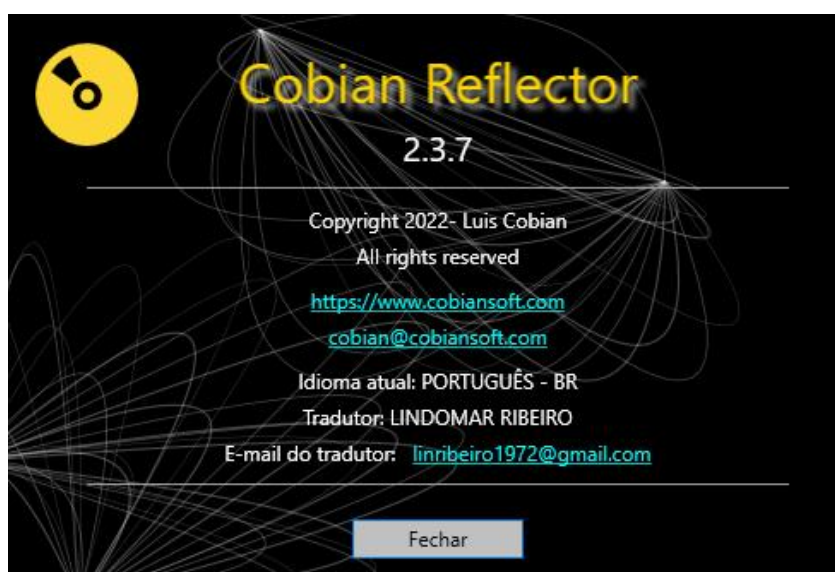 Cobian Reflector
2.3.7
Copyright 2022- Luis Cobian
All rights reserved
https://www.cobiansoft.com
cobian@cobiansoft.com
Idioma atual: PORTUGUÊS - BR
Tradutor: LINDOMAR RIBEIRO
E-mail do tradutor: linribeiro1972@gmail.com
Fechar